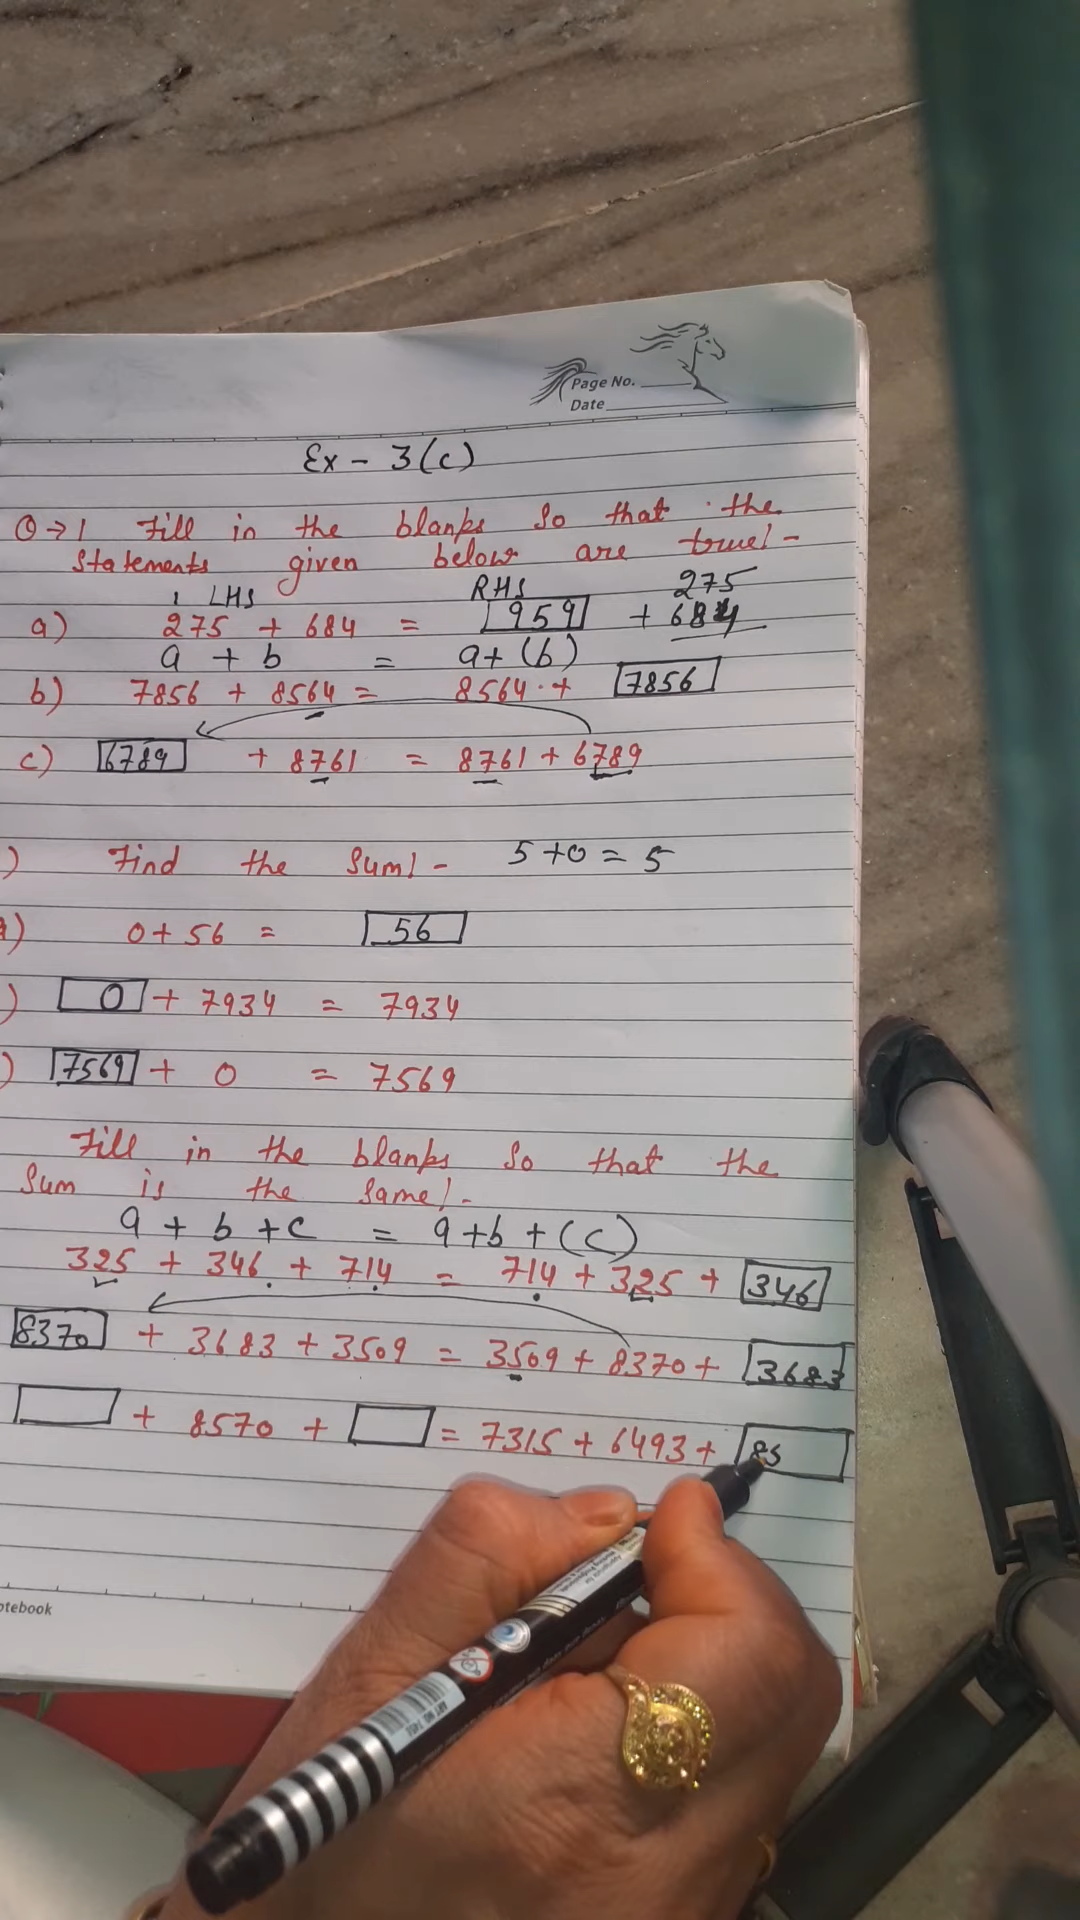 Page No.
Date
Ex - 3(c)
Q→1 Fill in the blanks so that the
statements given below are true!-
LHS RHS 275
a) 275 + 684 = 959 + 684
a + b = a+(b)
b) 7856 + 8564 = 8564 + 7856
c) 6789 + 8761 = 8761 + 6789
) Find the Sum!- 5+0=5
) 0+56 = 56
) 0 + 7934 = 7934
) 7569 + 0 = 7569
Fill in the blanks so that the
Sum is the same!-
a + b + c = a+b+(c)
325 + 346 + 714 = 714 + 325 + 346
8370 + 3683 + 3509 = 3509 + 8370 + 3683
+ 8570 + = 7315 + 6493 + 85
otebook